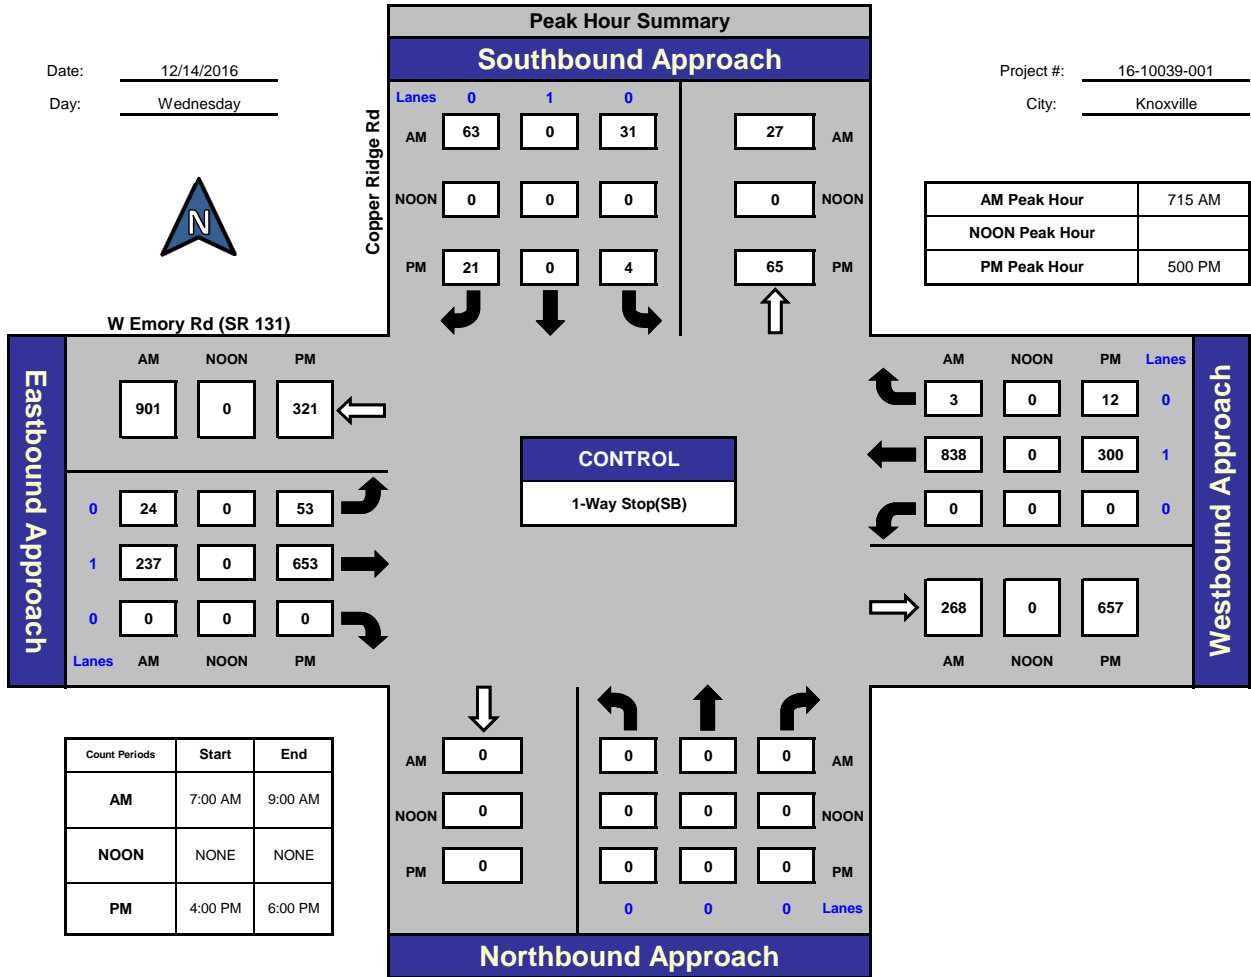 Peak Hour Summary
Southbound Approach
Date: 12/14/2016
Day: Wednesday
Project #: 16-10039-001
City: Knoxville
N
Copper Ridge Rd
Lanes 0 1 0
AM 63 0 31 27 AM
NOON 0 0 0 0 NOON
PM 21 0 4 65 PM
AM Peak Hour 715 AM
NOON Peak Hour
PM Peak Hour 500 PM
W Emory Rd (SR 131)
Eastbound Approach
AM NOON PM
901 0 321
0 24 0 53
1 237 0 653
0 0 0 0
Lanes AM NOON PM
CONTROL
1-Way Stop(SB)
AM NOON PM Lanes
3 0 12 0
838 0 300 1
0 0 0 0
268 0 657
AM NOON PM
Westbound Approach
Count Periods Start End
AM 7:00 AM 9:00 AM
NOON NONE NONE
PM 4:00 PM 6:00 PM
AM 0 0 0 0 AM
NOON 0 0 0 0 NOON
PM 0 0 0 0 PM
0 0 0 Lanes
Northbound Approach